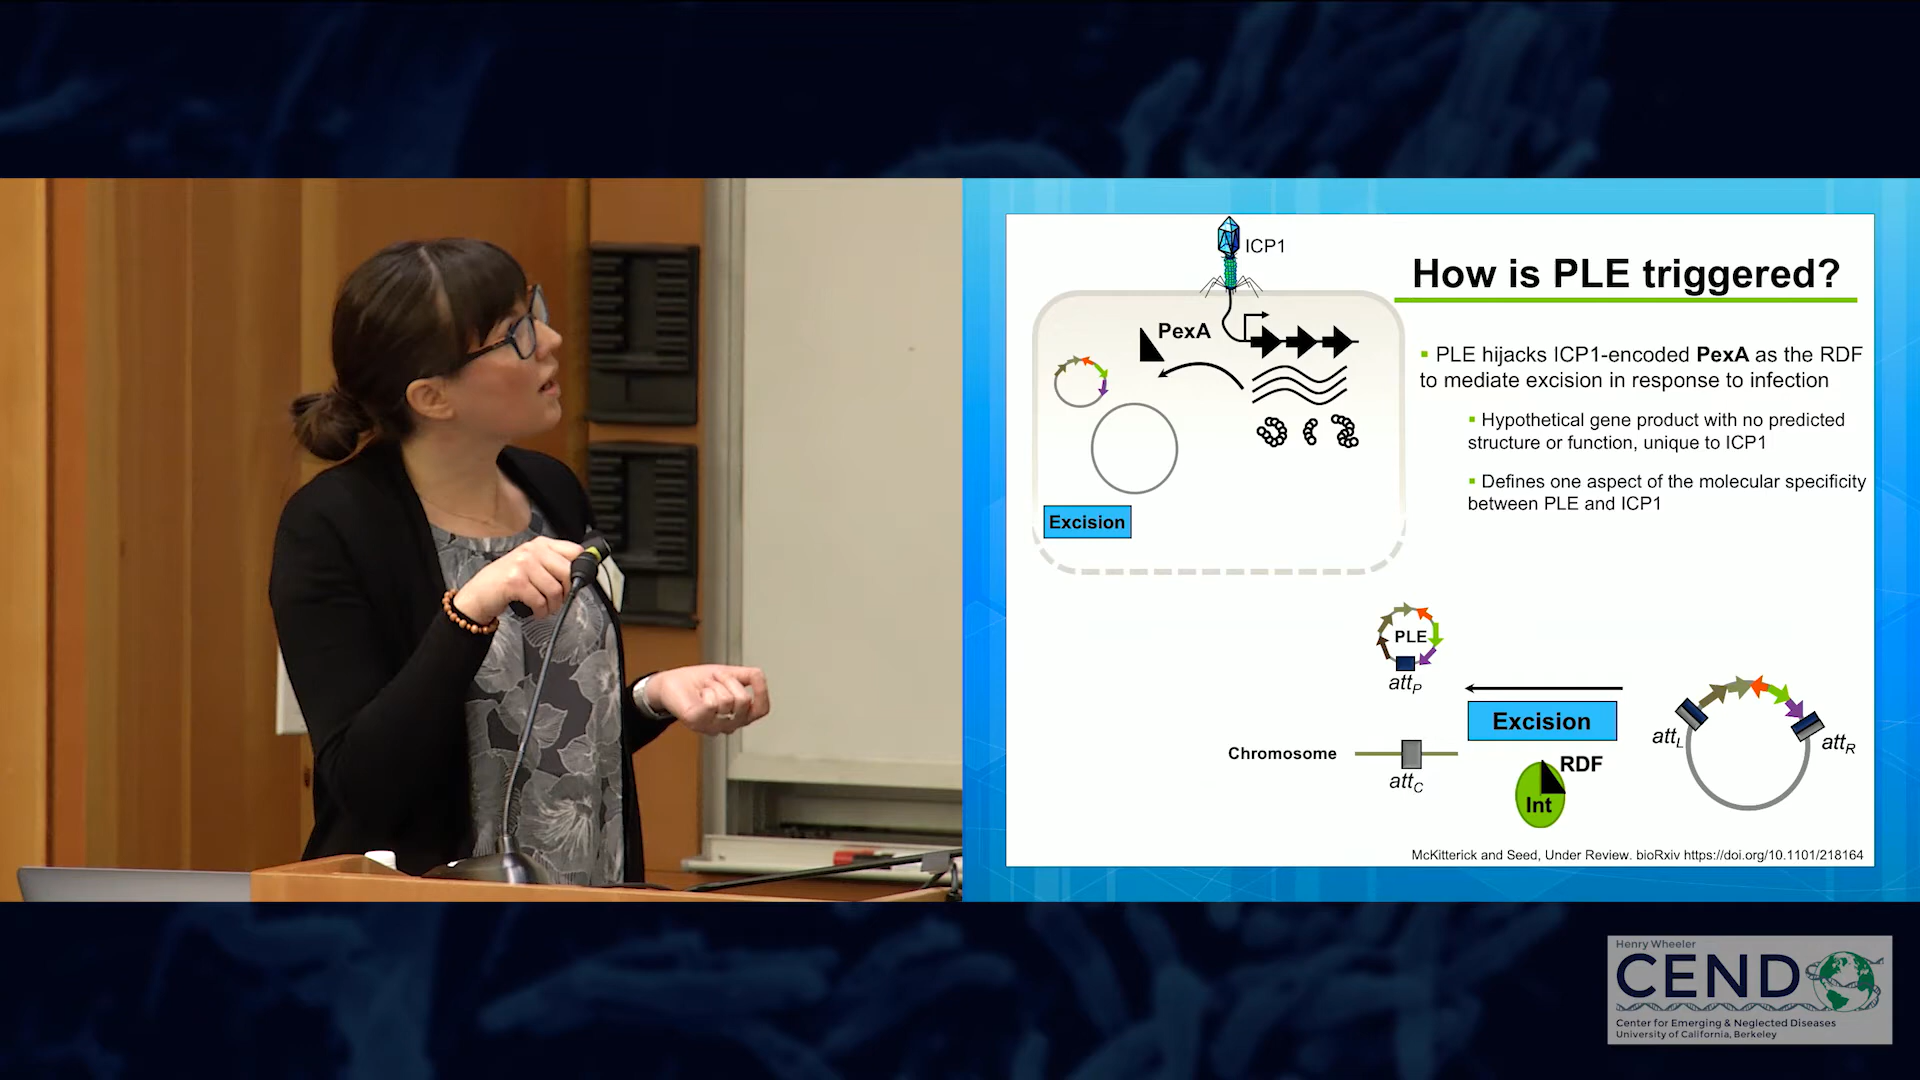 ICP1
How is PLE triggered?
PexA
▪ PLE hijacks ICP1-encoded PexA as the RDF
to mediate excision in response to infection
▪ Hypothetical gene product with no predicted
structure or function, unique to ICP1
▪ Defines one aspect of the molecular specificity
between PLE and ICP1
Excision
PLE
attP
Excision
attL
attR
Chromosome
attC
RDF
Int
McKitterick and Seed, Under Review. bioRxiv https://doi.org/10.1101/218164
Henry Wheeler
CEND
Center for Emerging & Neglected Diseases
University of California, Berkeley